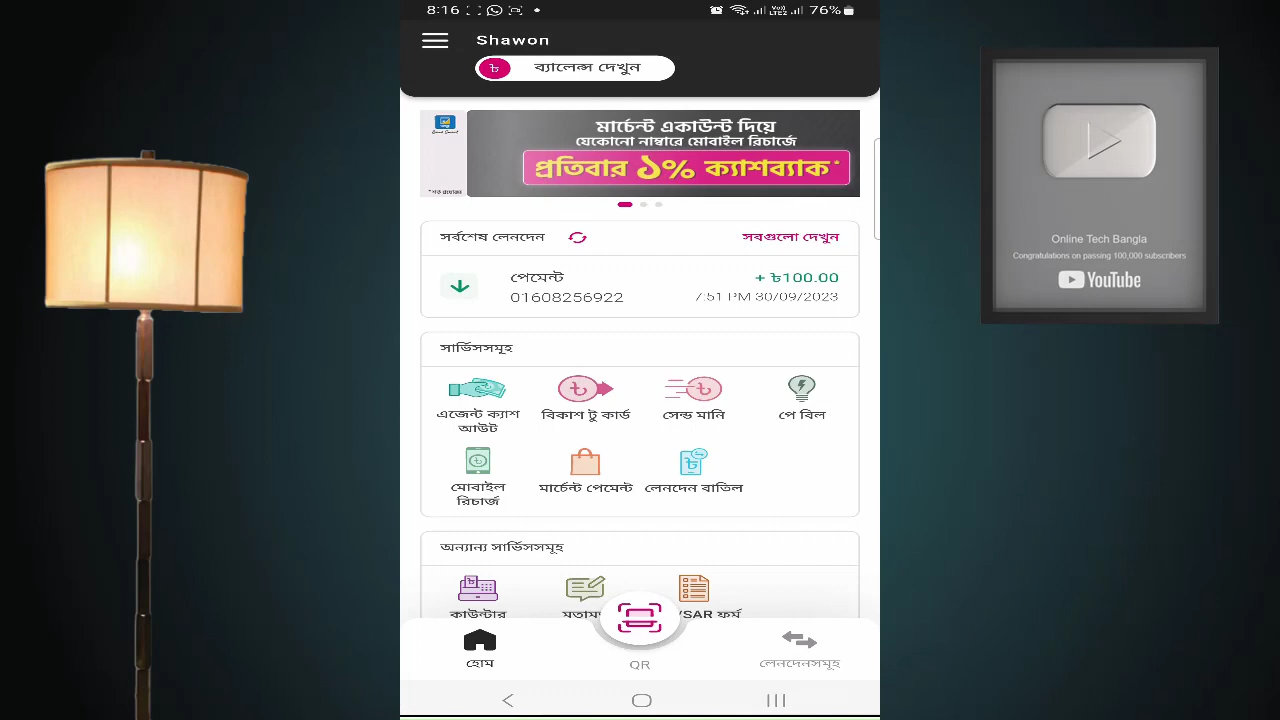 8:16
76%
Shawon
ব্যালেন্স দেখুন
মার্চেন্ট একাউন্ট দিয়ে
যেকোনো নাম্বারে মোবাইল রিচার্জে
প্রতিবার ১% ক্যাশব্যাক*
সর্বশেষ লেনদেন
সবগুলো দেখুন
পেমেন্ট
+ ৳100.00
01608256922
7:51 PM 30/09/2023
সার্ভিসসমূহ
এজেন্ট ক্যাশ
আউট
বিকাশ টু কার্ড
সেন্ড মানি
পে বিল
মোবাইল
রিচার্জ
মার্চেন্ট পেমেন্ট
লেনদেন বাতিল
অন্যান্য সার্ভিসসমূহ
কাউন্টার
ফর্ম
হোম
QR
লেনদেনসমূহ
Online Tech Bangla
Congratulations on passing 100,000 subscribers
YouTube